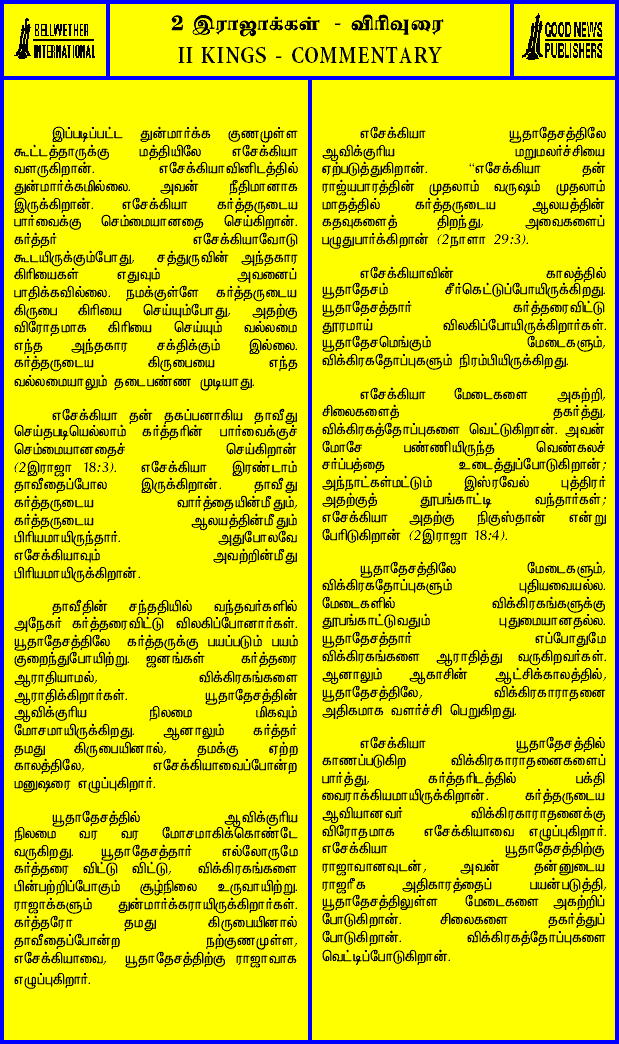 BELLWETHER
INTERNATIONAL
2 இராஜாக்கள் - விரிவுரை
II KINGS - COMMENTARY
GOOD NEWS
PUBLISHERS
இப்படிப்பட்ட துன்மார்க்க குணமுள்ள
கூட்டத்தாருக்கு மத்தியிலே எசேக்கியா
வளருகிறான். எசேக்கியாவினிடத்தில்
துன்மார்க்கமில்லை. அவன் நீதிமானாக
இருக்கிறான். எசேக்கியா கர்த்தருடைய
பார்வைக்கு செம்மையானதை செய்கிறான்.
கர்த்தர் எசேக்கியாவோடு
கூடயிருக்கும்போது, சத்துருவின் அந்தகார
கிரியைகள் எதுவும் அவனைப்
பாதிக்கவில்லை. நமக்குள்ளே கர்த்தருடைய
கிருபை கிரியை செய்யும்போது, அதற்கு
விரோதமாக கிரியை செய்யும் வல்லமை
எந்த அந்தகார சக்திக்கும் இல்லை.
கர்த்தருடைய கிருபையை எந்த
வல்லமையாலும் தடைபண்ண முடியாது.
எசேக்கியா தன் தகப்பனாகிய தாவீது
செய்தபடியெல்லாம் கர்த்தரின் பார்வைக்குச்
செம்மையானதைச் செய்கிறான்
(2இராஜா 18:3). எசேக்கியா இரண்டாம்
தாவீதைப்போல இருக்கிறான். தாவீது
கர்த்தருடைய வார்த்தையின்மீதும்,
கர்த்தருடைய ஆலயத்தின்மீதும்
பிரியமாயிருந்தார். அதுபோலவே
எசேக்கியாவும் அவற்றின்மீது
பிரியமாயிருக்கிறான்.
தாவீதின் சந்ததியில் வந்தவர்களில்
அநேகர் கர்த்தரைவிட்டு விலகிப்போனார்கள்.
யூதாதேசத்திலே கர்த்தருக்கு பயப்படும் பயம்
குறைந்துபோயிற்று. ஜனங்கள் கர்த்தரை
ஆராதியாமல், விக்கிரகங்களை
ஆராதிக்கிறார்கள். யூதாதேசத்தின்
ஆவிக்குரிய நிலமை மிகவும்
மோசமாயிருக்கிறது. ஆனாலும் கர்த்தர்
தமது கிருபையினால், தமக்கு ஏற்ற
காலத்திலே, எசேக்கியாவைப்போன்ற
மனுஷரை எழுப்புகிறார்.
யூதாதேசத்தில் ஆவிக்குரிய
நிலமை வர வர மோசமாகிக்கொண்டே
வருகிறது. யூதாதேசத்தார் எல்லோருமே
கர்த்தரை விட்டு விட்டு, விக்கிரகங்களை
பின்பற்றிப்போகும் சூழ்நிலை உருவாயிற்று.
ராஜாக்களும் துன்மார்க்கராயிருக்கிறார்கள்.
கர்த்தரோ தமது கிருபையினால்
தாவீதைப்போன்ற நற்குணமுள்ள,
எசேக்கியாவை, யூதாதேசத்திற்கு ராஜாவாக
எழுப்புகிறார்.
எசேக்கியா யூதாதேசத்திலே
ஆவிக்குரிய மறுமலர்ச்சியை
ஏற்படுத்துகிறான். “எசேக்கியா தன்
ராஜ்யபாரத்தின் முதலாம் வருஷம் முதலாம்
மாதத்தில் கர்த்தருடைய ஆலயத்தின்
கதவுகளைத் திறந்து, அவைகளைப்
பழுதுபார்க்கிறான் (2நாளா 29:3).
எசேக்கியாவின் காலத்தில்
யூதாதேசம் சீர்கெட்டுப்போயிருக்கிறது.
யூதாதேசத்தார் கர்த்தரைவிட்டு
தூரமாய் விலகிப்போயிருக்கிறார்கள்.
யூதாதேசமெங்கும் மேடைகளும்,
விக்கிரகதோப்புகளும் நிரம்பியிருக்கிறது.
எசேக்கியா மேடைகளை அகற்றி,
சிலைகளைத் தகர்த்து,
விக்கிரகத்தோப்புகளை வெட்டுகிறான். அவன்
மோசே பண்ணியிருந்த வெண்கலச்
சர்ப்பத்தை உடைத்துப்போடுகிறான்;
அந்நாட்கள்மட்டும் இஸ்ரவேல் புத்திரர்
அதற்குத் தூபங்காட்டி வந்தார்கள்;
எசேக்கியா அதற்கு நிகுஸ்தான் என்று
பேரிடுகிறான் (2இராஜா 18:4).
யூதாதேசத்திலே மேடைகளும்,
விக்கிரகதோப்புகளும் புதியவையல்ல.
மேடைகளில் விக்கிரகங்களுக்கு
தூபங்காட்டுவதும் புதுமையானதல்ல.
யூதாதேசத்தார் எப்போதுமே
விக்கிரகங்களை ஆராதித்து வருகிறவர்கள்.
ஆனாலும் ஆகாசின் ஆட்சிக்காலத்தில்,
யூதாதேசத்திலே, விக்கிரகாராதனை
அதிகமாக வளர்ச்சி பெறுகிறது.
எசேக்கியா யூதாதேசத்தில்
காணப்படுகிற விக்கிரகாராதனைகளைப்
பார்த்து, கர்த்தரிடத்தில் பக்தி
வைராக்கியமாயிருக்கிறான். கர்த்தருடைய
ஆவியானவர் விக்கிரகாராதனைக்கு
விரோதமாக எசேக்கியாவை எழுப்புகிறார்.
எசேக்கியா யூதாதேசத்திற்கு
ராஜாவானவுடன், அவன் தன்னுடைய
ராஜரீக அதிகாரத்தைப் பயன்படுத்தி,
யூதாதேசத்திலுள்ள மேடைகளை அகற்றிப்
போடுகிறான். சிலைகளை தகர்த்துப்
போடுகிறான். விக்கிரகத்தோப்புகளை
வெட்டிப்போடுகிறான்.